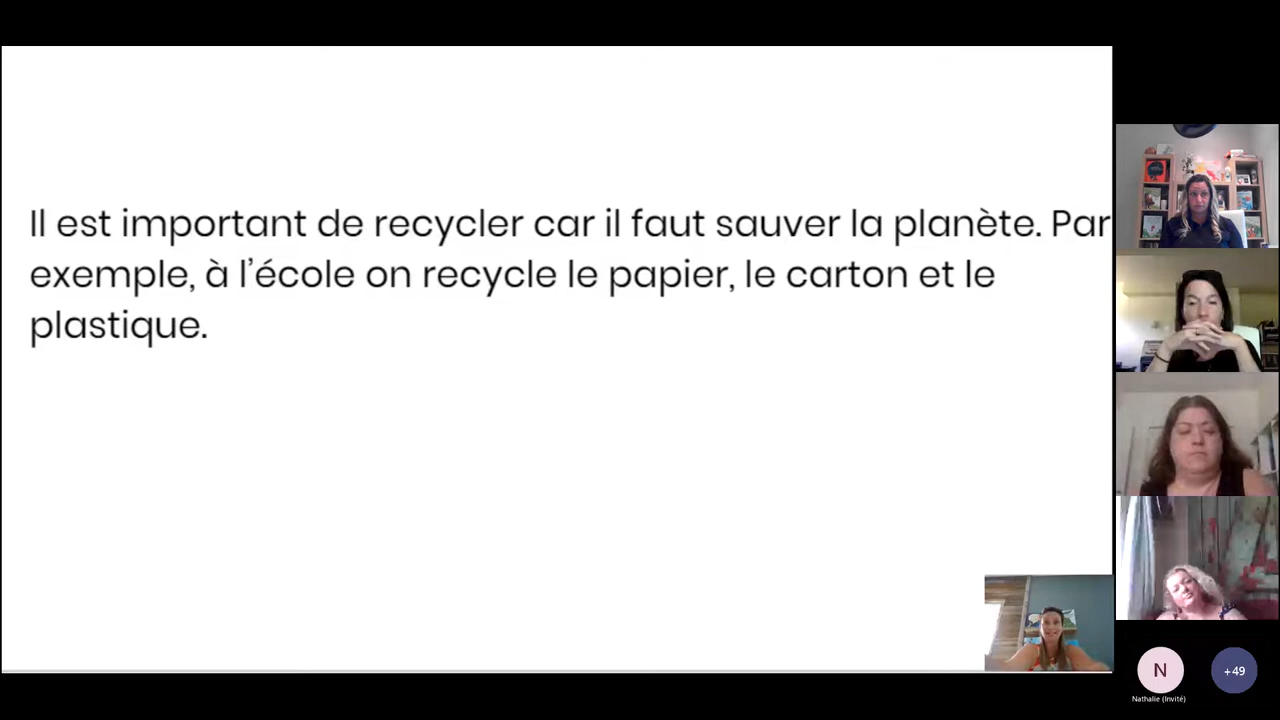 Il est important de recycler car il faut sauver la planète. Par
exemple, à l’école on recycle le papier, le carton et le
plastique.
N
+49
Nathalie (Invité)